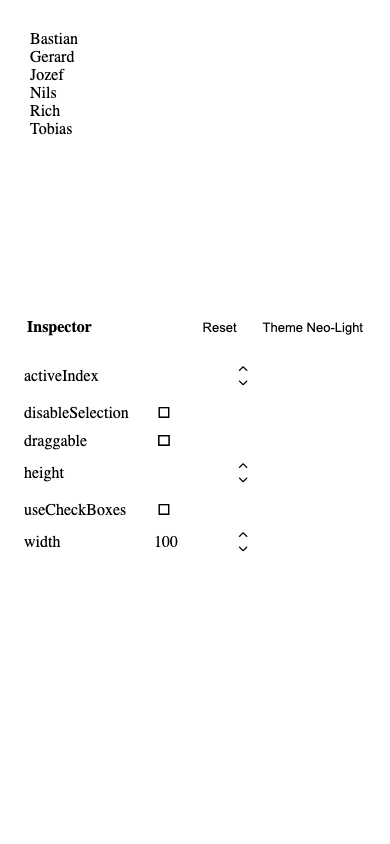 Bastian
Gerard
Jozef
Nils
Rich
Tobias
Inspector Reset Theme Neo-Light
activeIndex
disableSelection
draggable
height
useCheckBoxes
width 100